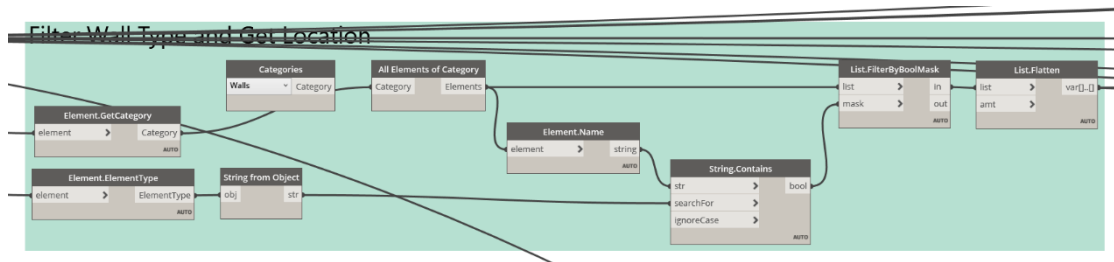 Filter Wall Type and Get Location
Categories
Walls Category
All Elements of Category
Category Elements
List.FilterByBoolMask
list in
mask out
AUTO
List.Flatten
list var[]..[]
amt
AUTO
Element.GetCategory
element > Category
AUTO
Element.Name
element > string
AUTO
Element.ElementType
element > ElementType
AUTO
String from Object
obj str
String.Contains
str > bool
searchFor >
ignoreCase >
AUTO